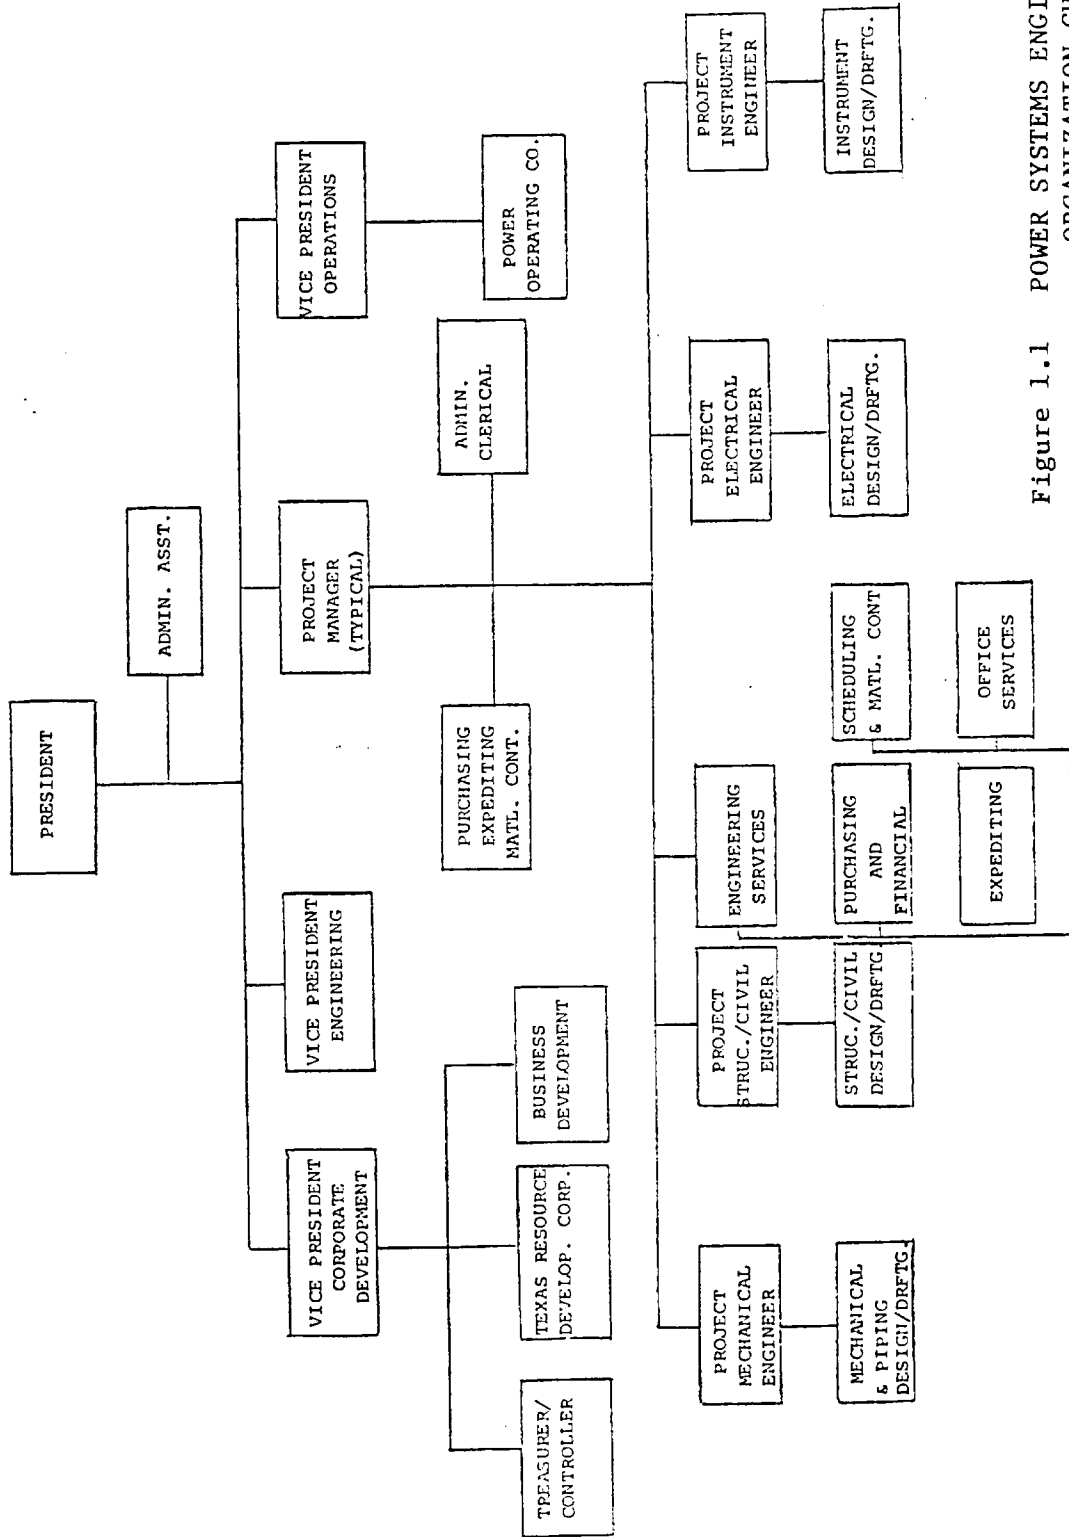 PRESIDENT
ADMIN. ASST.
VICE PRESIDENT
CORPORATE
DEVELOPMENT
VICE PRESIDENT
ENGINEERING
PROJECT
MANAGER
(TYPICAL)
VICE PRESIDENT
OPERATIONS
TREASURER/
CONTROLLER
TEXAS RESOURCE
DEVELOP. CORP.
BUSINESS
DEVELOPMENT
PURCHASING
EXPEDITING
MATL. CONT.
ADMIN.
CLERICAL
POWER
OPERATING CO.
PROJECT
MECHANICAL
ENGINEER
PROJECT
STRUC./CIVIL
ENGINEER
ENGINEERING
SERVICES
PROJECT
ELECTRICAL
ENGINEER
PROJECT
INSTRUMENT
ENGINEER
MECHANICAL
& PIPING
DESIGN/DRFTG.
STRUC./CIVIL
DESIGN/DRFTG.
PURCHASING
AND
FINANCIAL
SCHEDULING
& MATL. CONT
ELECTRICAL
DESIGN/DRFTG.
INSTRUMENT
DESIGN/DRFTG.
EXPEDITING
OFFICE
SERVICES
Figure 1.1 POWER SYSTEMS ENGI
ORGANIZATION